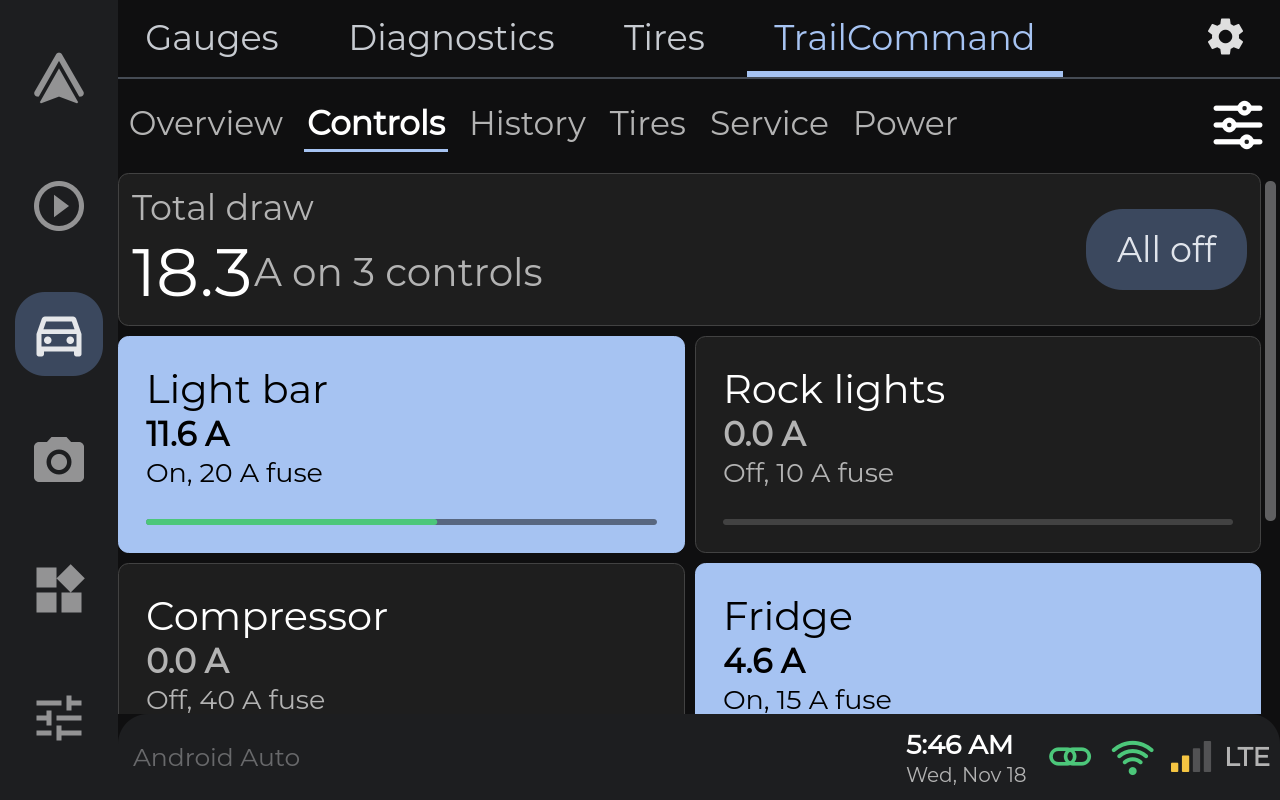 Gauges Diagnostics Tires TrailCommand
Overview Controls History Tires Service Power
Total draw
18.3 A on 3 controls
All off
Light bar
11.6 A
On, 20 A fuse
Rock lights
0.0 A
Off, 10 A fuse
Compressor
0.0 A
Off, 40 A fuse
Fridge
4.6 A
On, 15 A fuse
Android Auto
5:46 AM
Wed, Nov 18
LTE